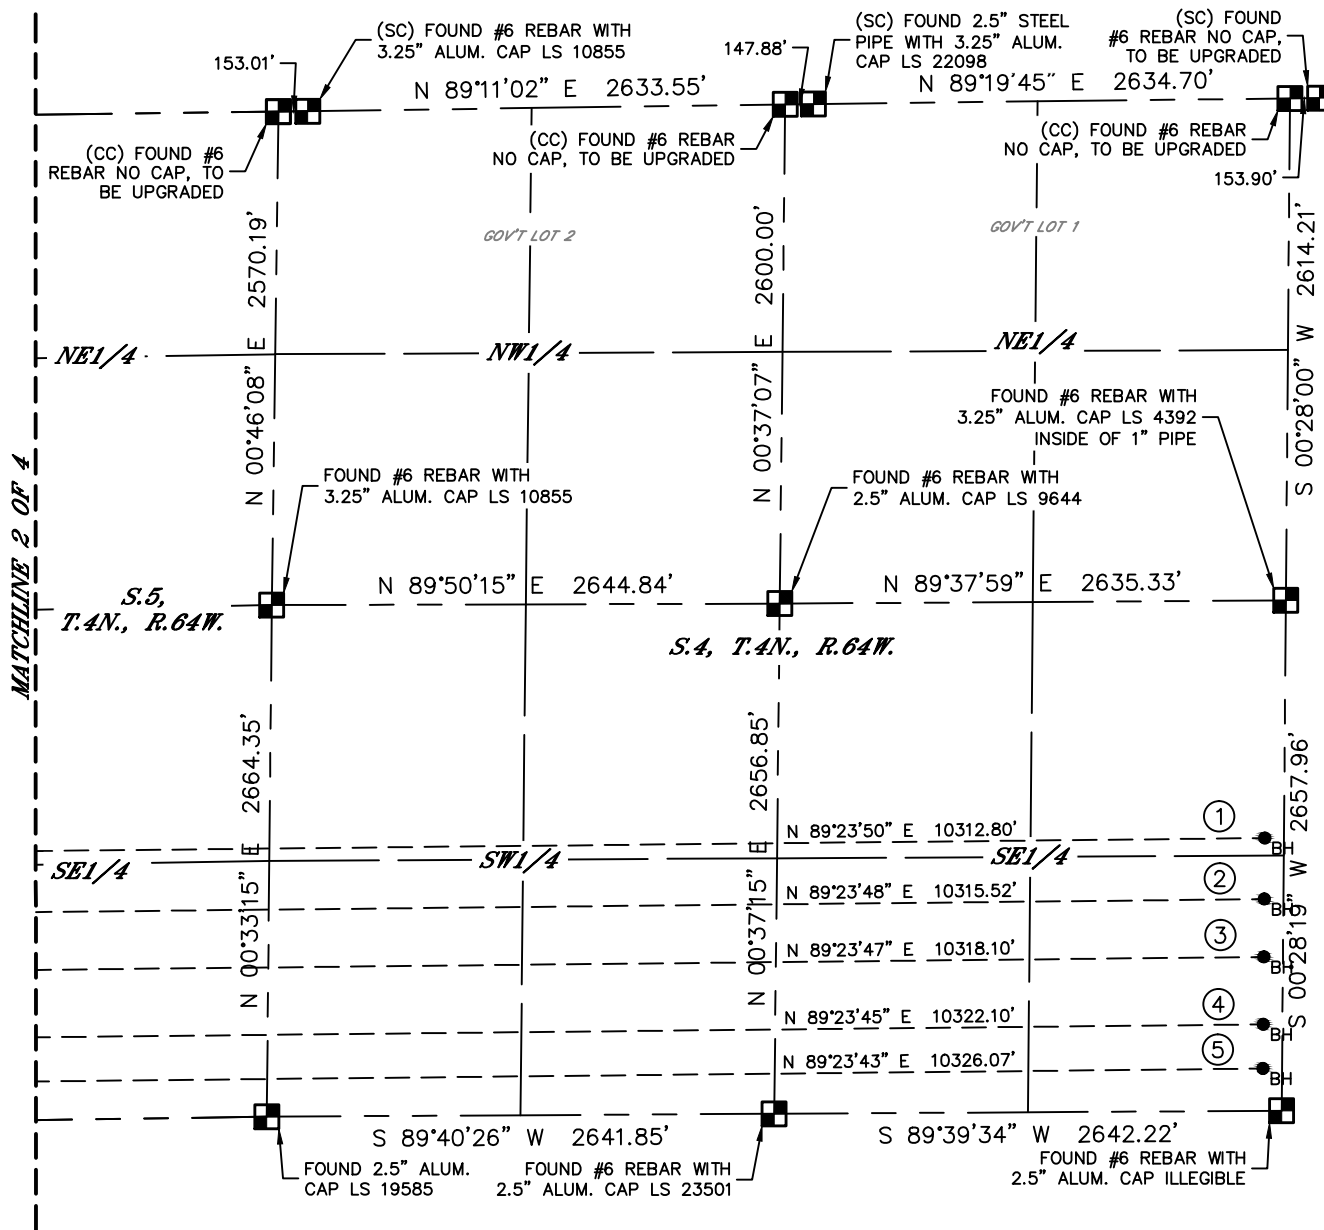 (SC) FOUND #6 REBAR WITH
3.25" ALUM. CAP LS 10855
(SC) FOUND 2.5" STEEL
PIPE WITH 3.25" ALUM.
CAP LS 22098
(SC) FOUND
#6 REBAR NO CAP,
TO BE UPGRADED
153.01'
147.88'
N 89°11'02" E 2633.55'
N 89°19'45" E 2634.70'
(CC) FOUND #6
REBAR NO CAP, TO
BE UPGRADED
(CC) FOUND #6 REBAR
NO CAP, TO BE UPGRADED
(CC) FOUND #6 REBAR
NO CAP, TO BE UPGRADED
153.90'
GOV'T LOT 2
GOV'T LOT 1
N 00°46'08" E 2570.19'
N 00°37'07" E 2600.00'
S 00°28'00" W 2614.21'
NE1/4
NW1/4
NE1/4
FOUND #6 REBAR WITH
3.25" ALUM. CAP LS 4392
INSIDE OF 1" PIPE
FOUND #6 REBAR WITH
3.25" ALUM. CAP LS 10855
FOUND #6 REBAR WITH
2.5" ALUM. CAP LS 9644
MATCHLINE 2 OF 4
N 89°50'15" E 2644.84'
N 89°37'59" E 2635.33'
S.5,
T.4N., R.64W.
S.4, T.4N., R.64W.
N 00°33'15" E 2664.35'
N 00°37'15" E 2656.85'
S 00°28'19" W 2657.96'
N 89°23'50" E 10312.80'
1
BH
SE1/4
SW1/4
SE1/4
N 89°23'48" E 10315.52'
2
BH
N 89°23'47" E 10318.10'
3
BH
N 89°23'45" E 10322.10'
4
BH
N 89°23'43" E 10326.07'
5
BH
S 89°40'26" W 2641.85'
S 89°39'34" W 2642.22'
FOUND 2.5" ALUM.
CAP LS 19585
FOUND #6 REBAR WITH
2.5" ALUM. CAP LS 23501
FOUND #6 REBAR WITH
2.5" ALUM. CAP ILLEGIBLE